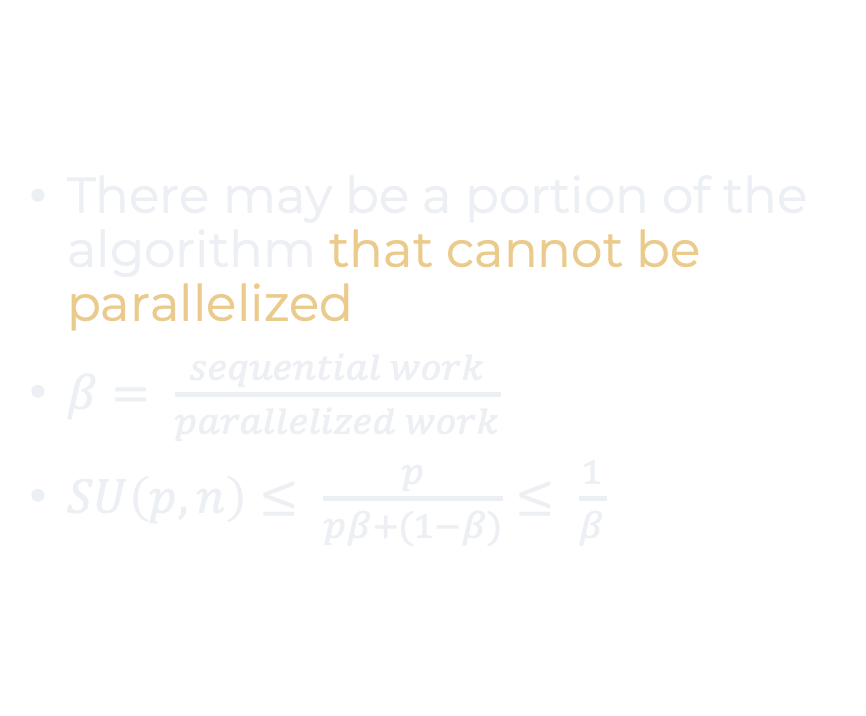 • There may be a portion of the
algorithm that cannot be
parallelized
• β = sequential work / parallelized work
• SU(p, n) ≤ p / pβ+(1−β) ≤ 1 / β